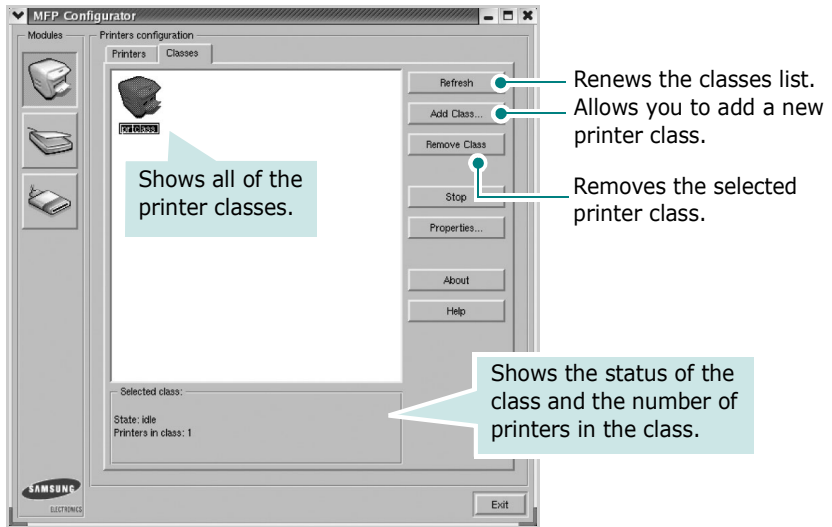 MFP Configurator
Modules
Printers configuration
Printers
Classes
prtclass
Refresh
Add Class...
Remove Class
Stop
Properties...
About
Help
Renews the classes list.
Allows you to add a new
printer class.
Removes the selected
printer class.
Shows all of the
printer classes.
Shows the status of the
class and the number of
printers in the class.
Selected class:
State: idle
Printers in class: 1
SAMSUNG
ELECTRONICS
Exit